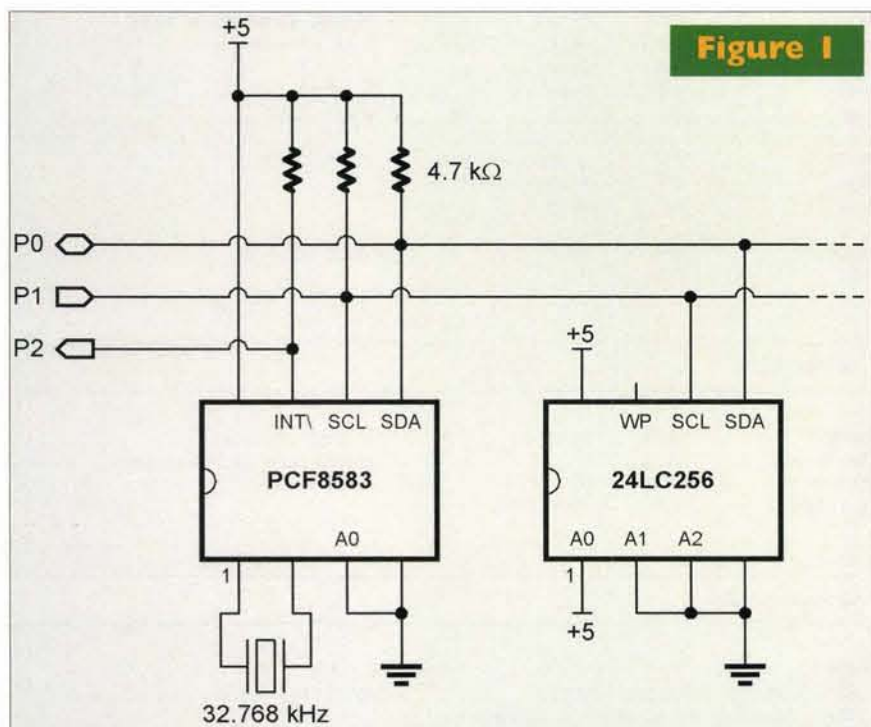 Figure 1
+5
4.7 kΩ
P0
P1
P2
+5
INT\ SCL SDA
WP SCL SDA
PCF8583
24LC256
A0
A0 A1 A2
1
1
+5
32.768 kHz